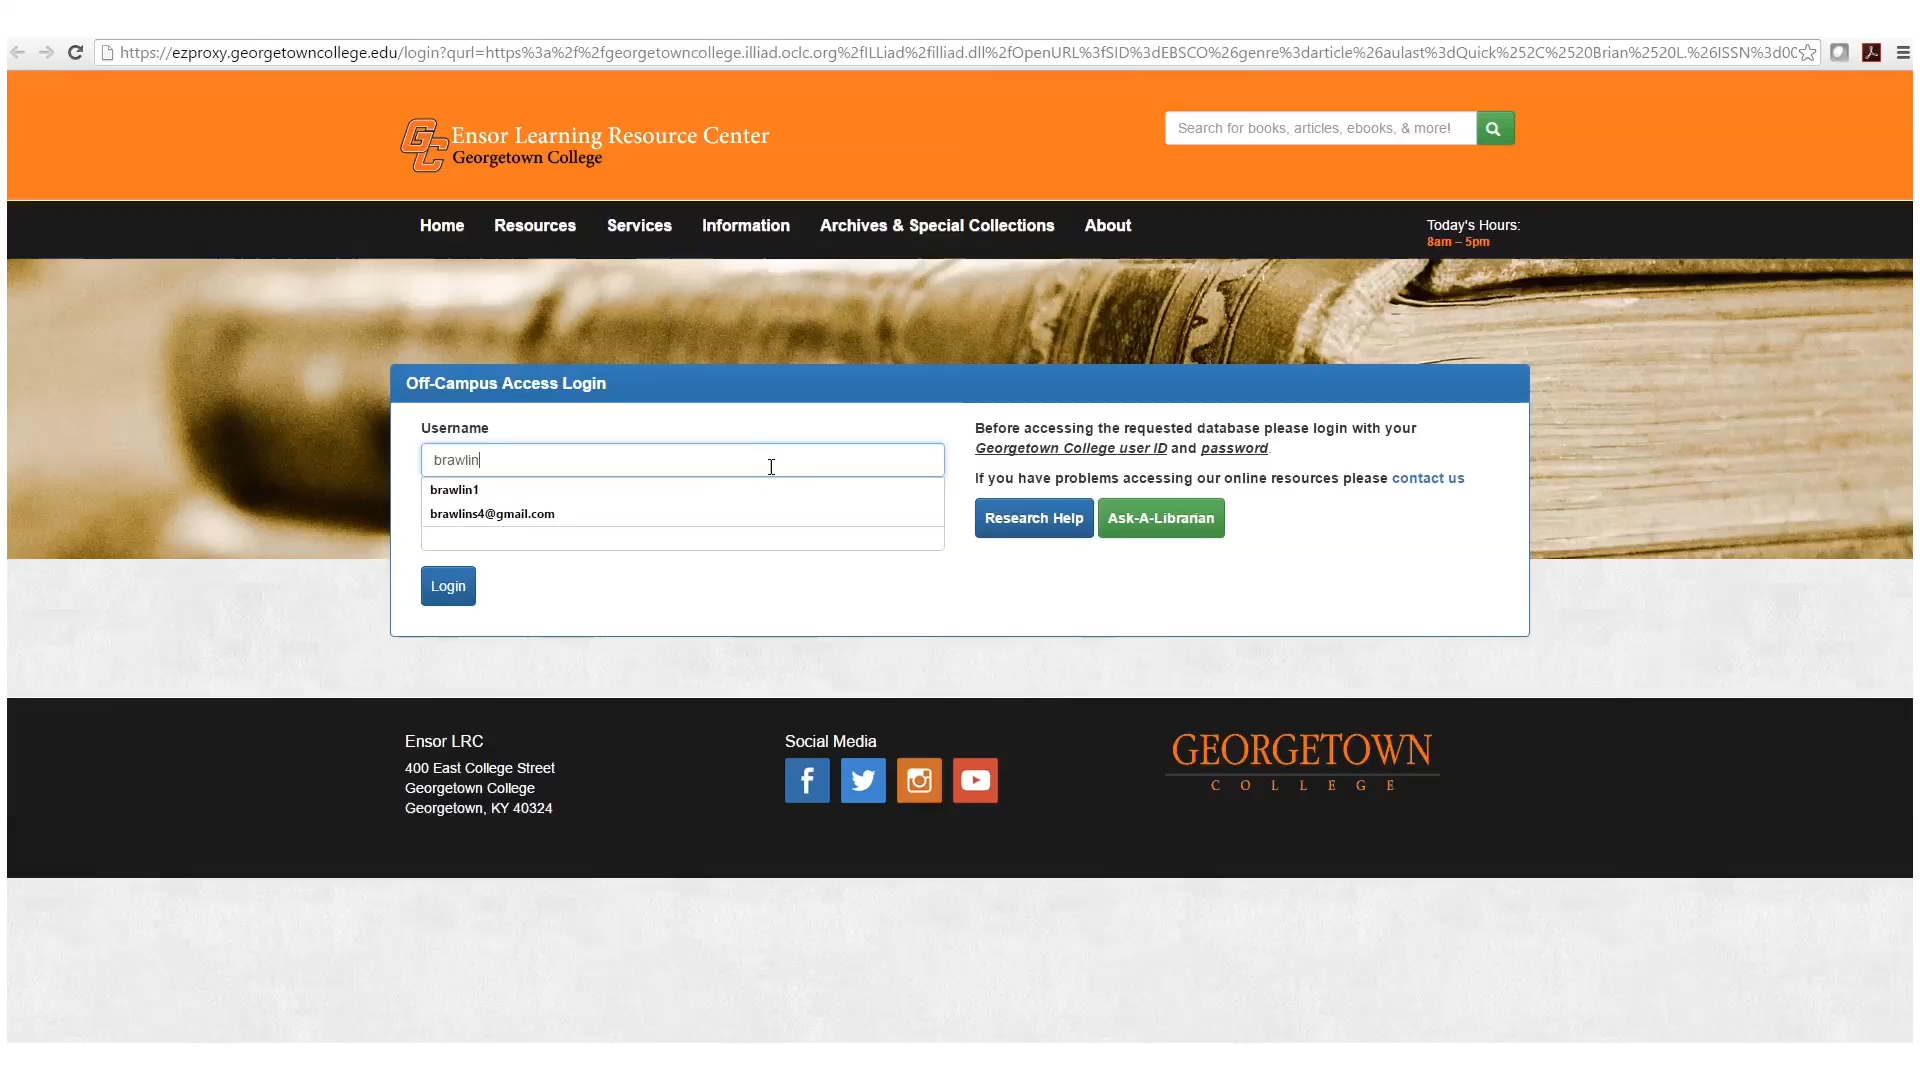 https://ezproxy.georgetowncollege.edu/login?qurl=https%3a%2f%2fgeorgetowncollege.illiad.oclc.org%2fILLiad%2filliad.dll%2fOpenURL%3fSID%3dEBSCO%26genre%3darticle%26aulast%3dQuick%252C%2520Brian%2520L.%26ISSN%3d00
Ensor Learning Resource Center
Georgetown College
GC
Search for books, articles, ebooks, & more!
Home Resources Services Information Archives & Special Collections About
Today's Hours:
8am – 5pm
Off-Campus Access Login
Username
brawlin
brawlin1
brawlins4@gmail.com
Login
Before accessing the requested database please login with your
Georgetown College user ID and password.
If you have problems accessing our online resources please contact us
Research Help Ask-A-Librarian
Ensor LRC
400 East College Street
Georgetown College
Georgetown, KY 40324
Social Media
GEORGETOWN
COLLEGE